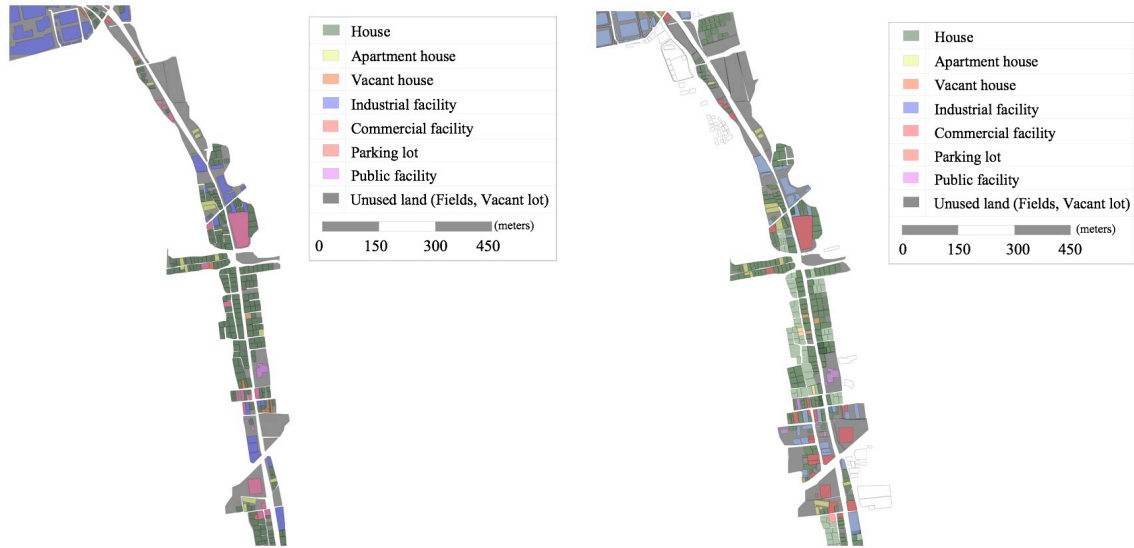 House
Apartment house
Vacant house
Industrial facility
Commercial facility
Parking lot
Public facility
Unused land (Fields, Vacant lot)
(meters)
0 150 300 450
House
Apartment house
Vacant house
Industrial facility
Commercial facility
Parking lot
Public facility
Unused land (Fields, Vacant lot)
(meters)
0 150 300 450